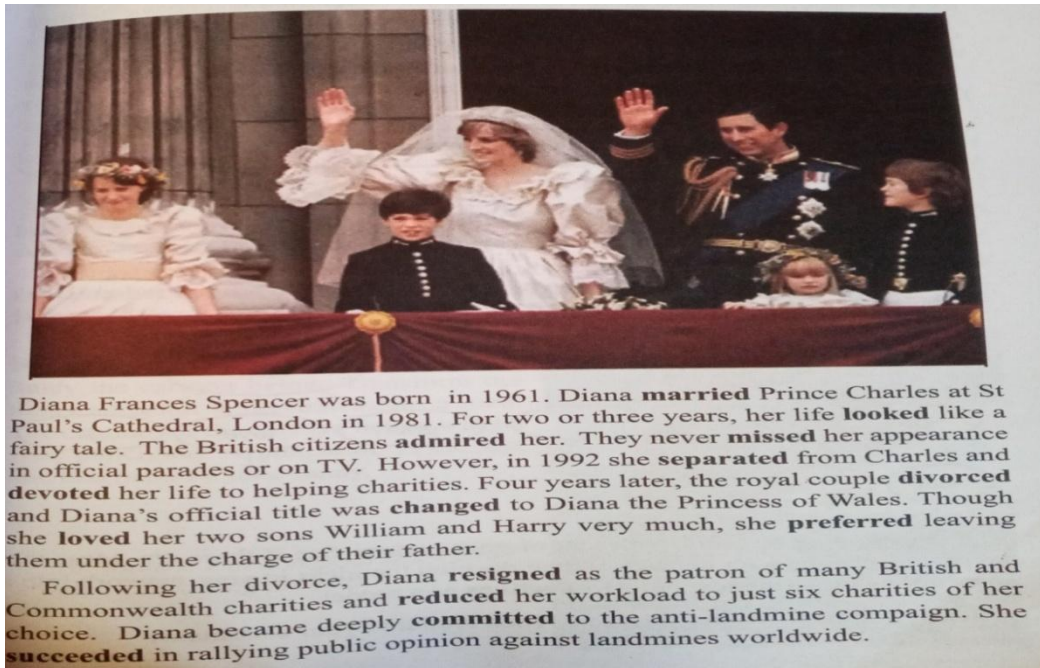 Diana Frances Spencer was born in 1961. Diana married Prince Charles at St
Paul's Cathedral, London in 1981. For two or three years, her life looked like a
fairy tale. The British citizens admired her. They never missed her appearance
in official parades or on TV. However, in 1992 she separated from Charles and
devoted her life to helping charities. Four years later, the royal couple divorced
and Diana's official title was changed to Diana the Princess of Wales. Though
she loved her two sons William and Harry very much, she preferred leaving
them under the charge of their father.
Following her divorce, Diana resigned as the patron of many British and
Commonwealth charities and reduced her workload to just six charities of her
choice. Diana became deeply committed to the anti-landmine compaign. She
succeeded in rallying public opinion against landmines worldwide.